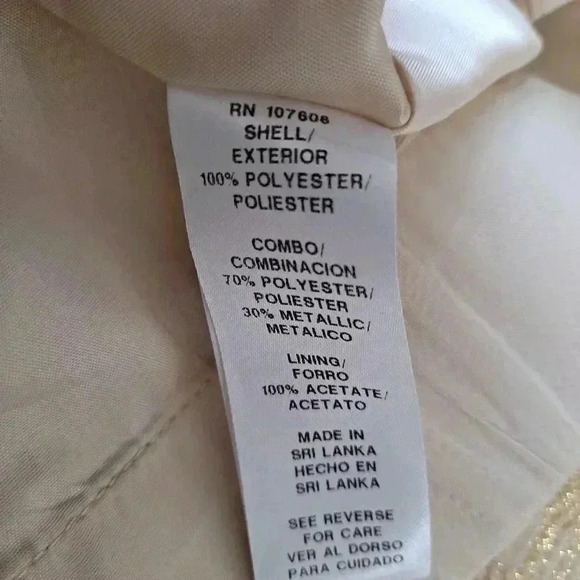 RN 107608
SHELL/
EXTERIOR
100% POLYESTER/
POLIESTER
COMBO/
COMBINACION
70% POLYESTER/
POLIESTER
30% METALLIC/
METALICO
LINING/
FORRO
100% ACETATE/
ACETATO
MADE IN
SRI LANKA
HECHO EN
SRI LANKA
SEE REVERSE
FOR CARE
VER AL DORSO
PARA CUIDADO